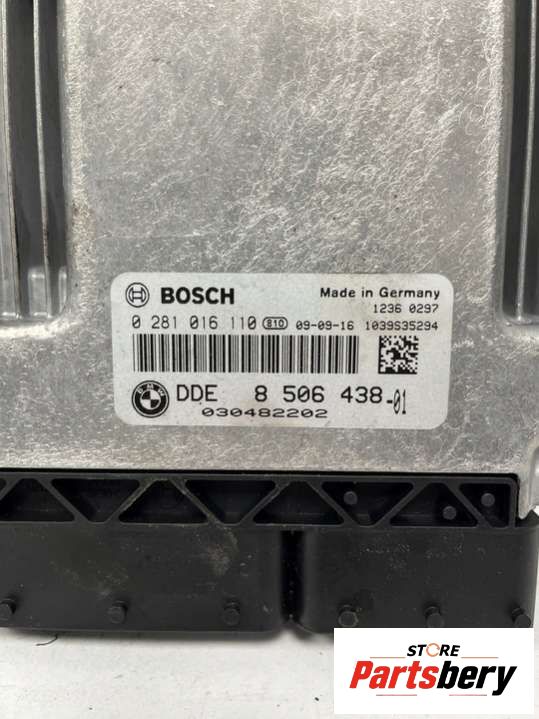 BOSCH
Made in Germany
1236 0297
0 281 016 110 810 09-09-16 1039S35294
DDE 8 506 438-01
030482202
STORE
Partsbery